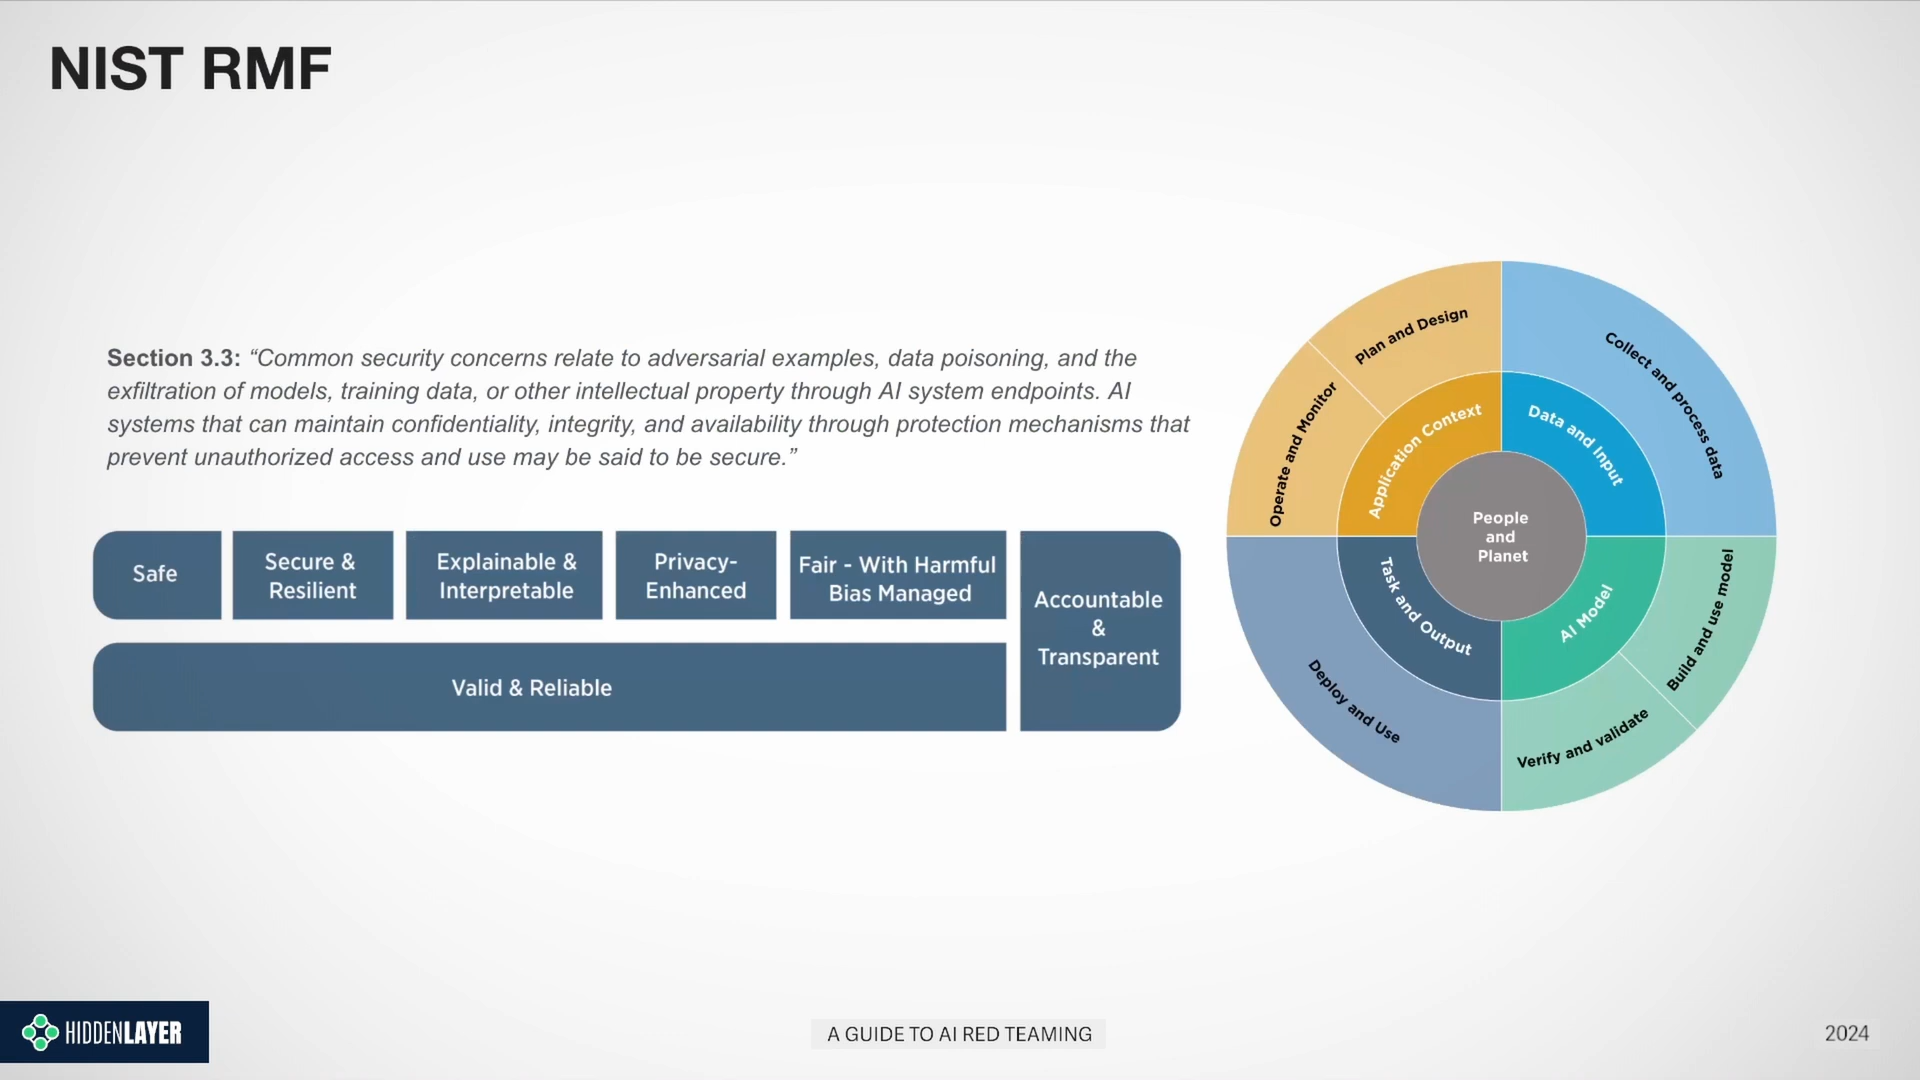 NIST RMF
Section 3.3: “Common security concerns relate to adversarial examples, data poisoning, and the
exfiltration of models, training data, or other intellectual property through AI system endpoints. AI
systems that can maintain confidentiality, integrity, and availability through protection mechanisms that
prevent unauthorized access and use may be said to be secure.”
Safe
Secure &
Resilient
Explainable &
Interpretable
Privacy-
Enhanced
Fair - With Harmful
Bias Managed
Accountable
&
Transparent
Valid & Reliable
Plan and Design
Collect and process data
Operate and Monitor
Application Context
Data and Input
People
and
Planet
Task and Output
AI Model
Build and use model
Deploy and Use
Verify and validate
HIDDENLAYER
A GUIDE TO AI RED TEAMING
2024